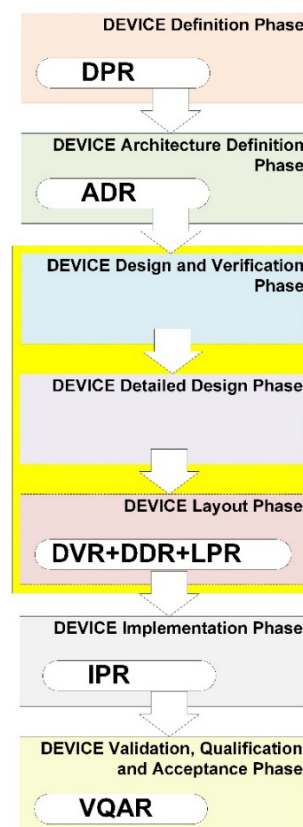 DEVICE Definition Phase
DPR
DEVICE Architecture Definition
Phase
ADR
DEVICE Design and Verification
Phase
DEVICE Detailed Design Phase
DEVICE Layout Phase
DVR+DDR+LPR
DEVICE Implementation Phase
IPR
DEVICE Validation, Qualification
and Acceptance Phase
VQAR